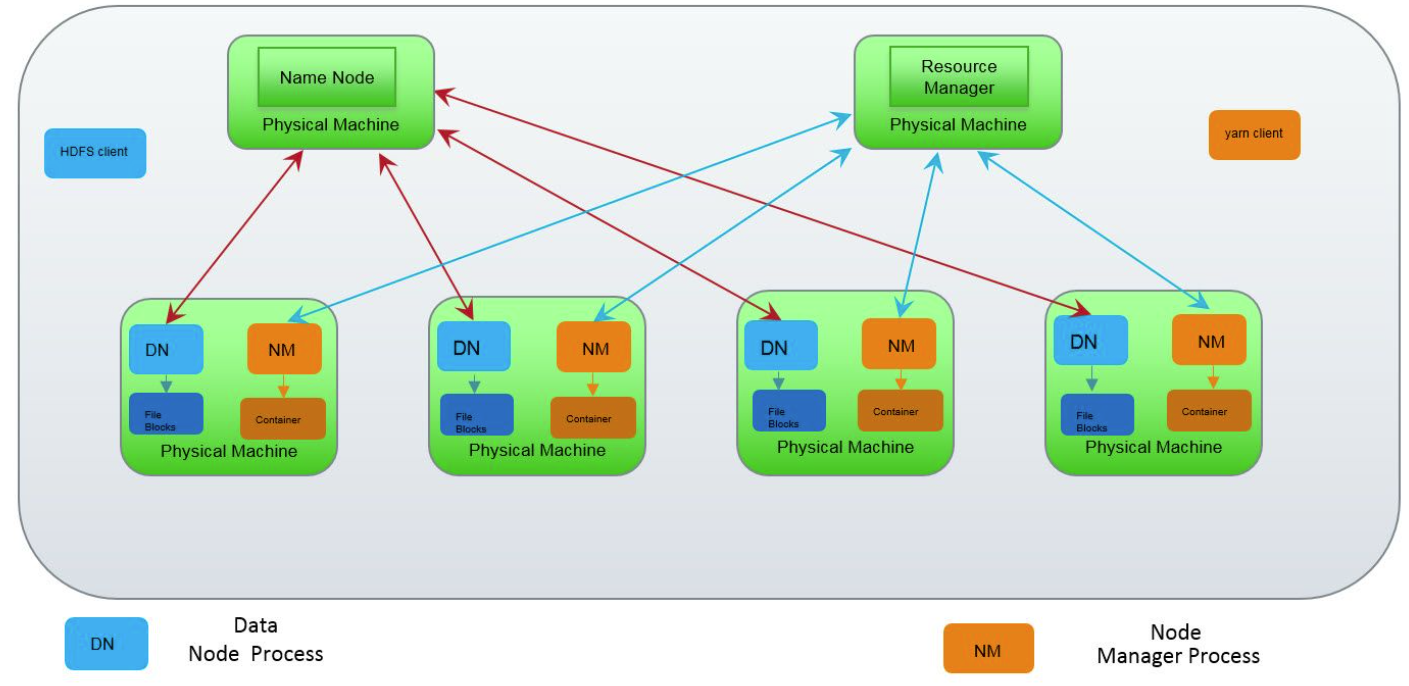 Name Node
Physical Machine
Resource
Manager
Physical Machine
HDFS client
yarn client
DN
NM
File
Blocks
Container
Physical Machine
DN
NM
File
Blocks
Container
Physical Machine
DN
NM
File
Blocks
Container
Physical Machine
DN
NM
File
Blocks
Container
Physical Machine
DN
Data
Node Process
NM
Node
Manager Process